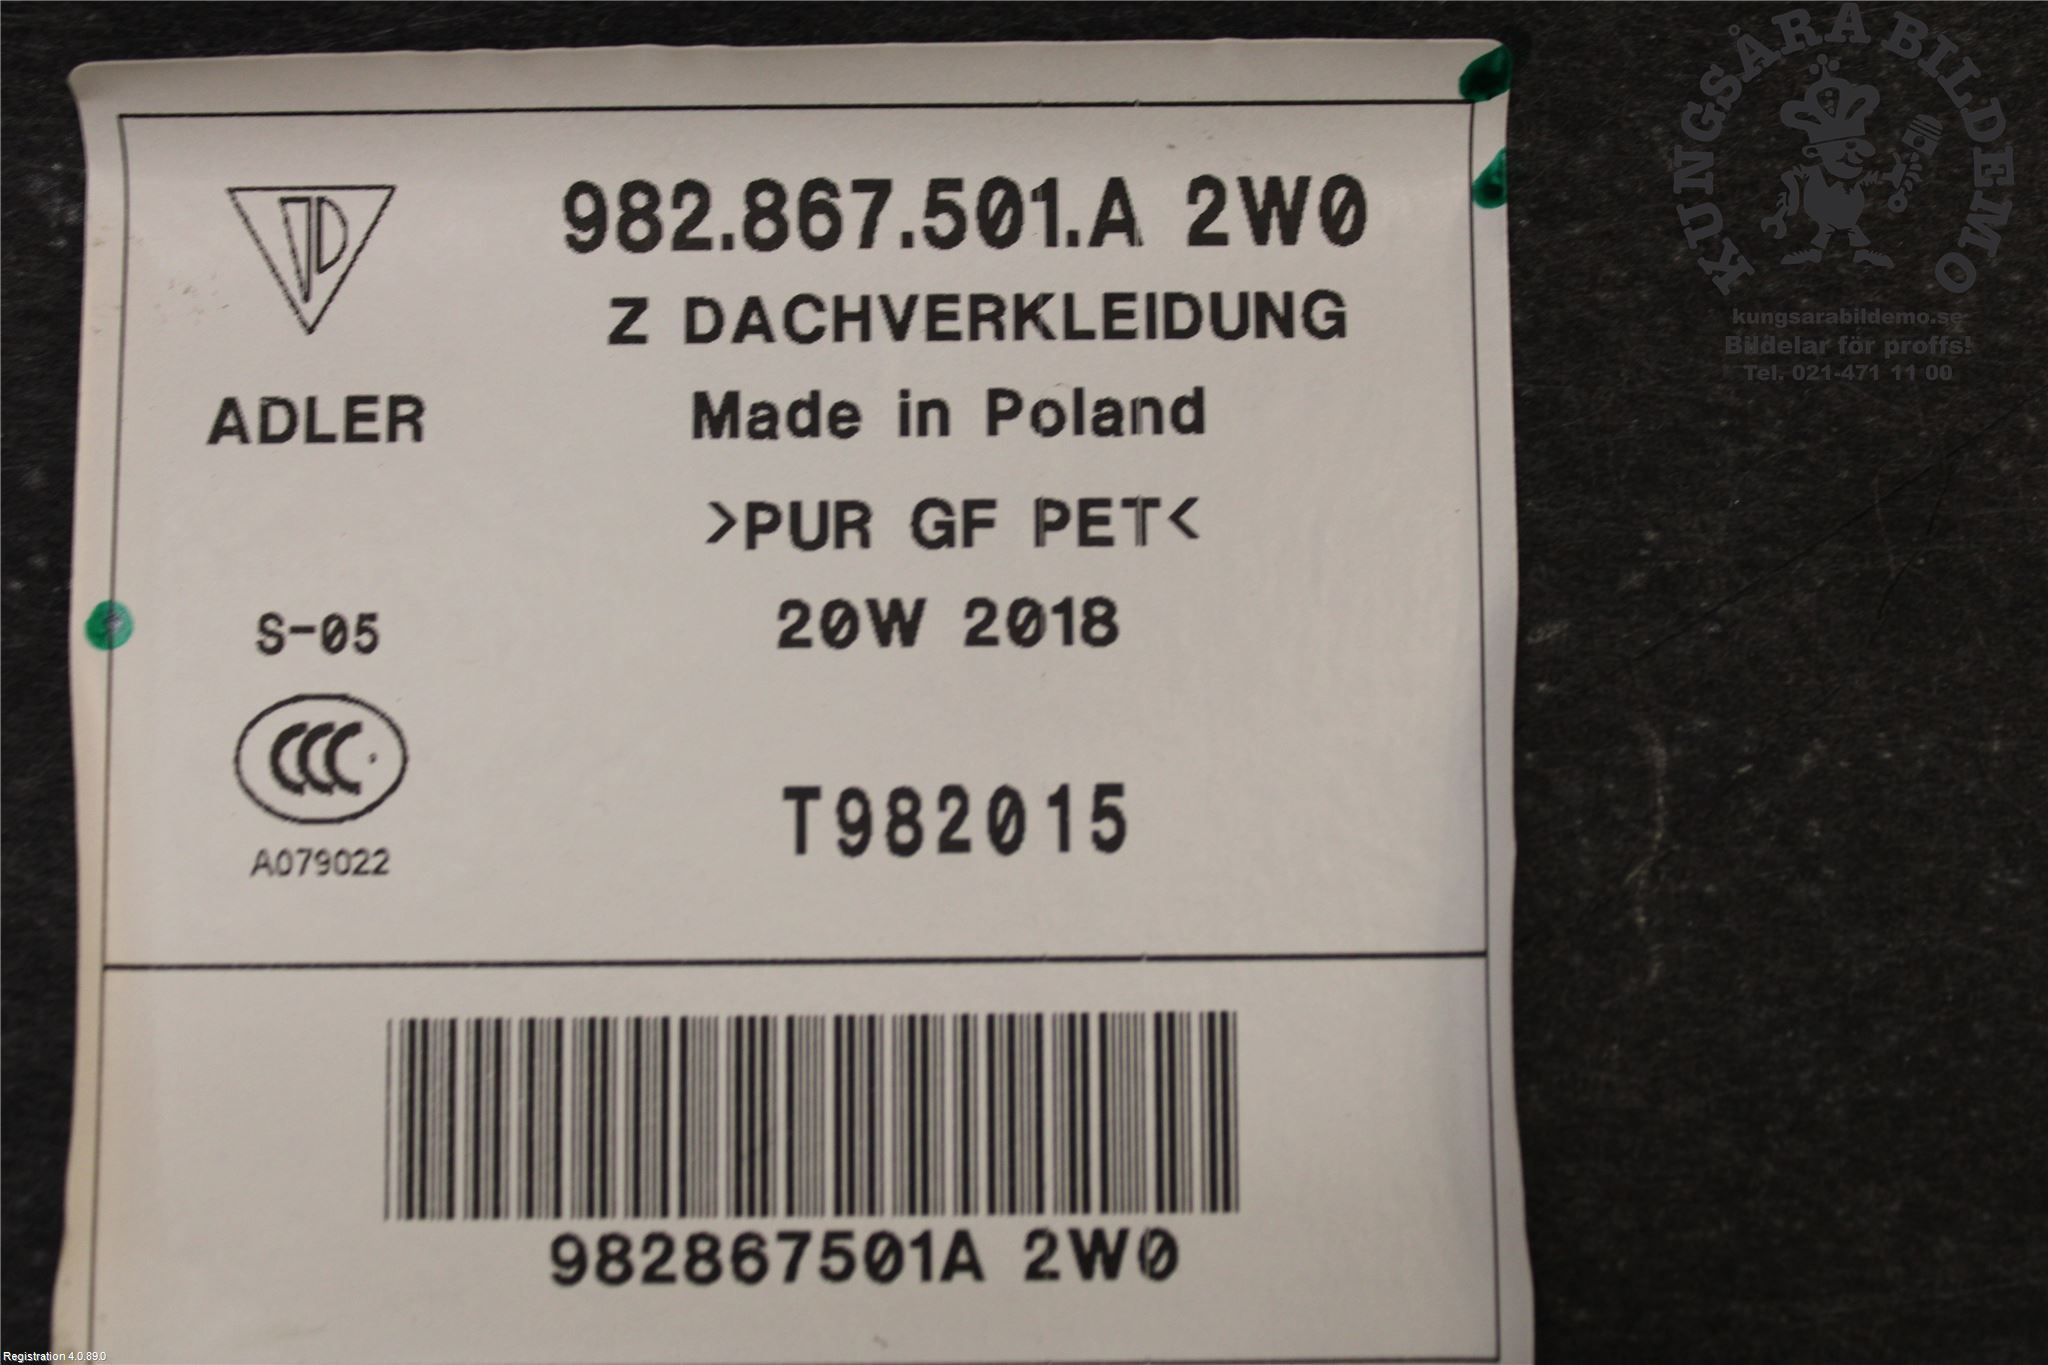 982.867.501.A 2W0
Z DACHVERKLEIDUNG
ADLER
Made in Poland
>PUR GF PET<
S-05
20W 2018
CCC
A079022
T982015
982867501A 2W0
KUNGSÅRA BILDEMO
kungsarabildemo.se
Bildelar för proffs!
Tel. 021-471 11 00
Registration 4.0.89.0